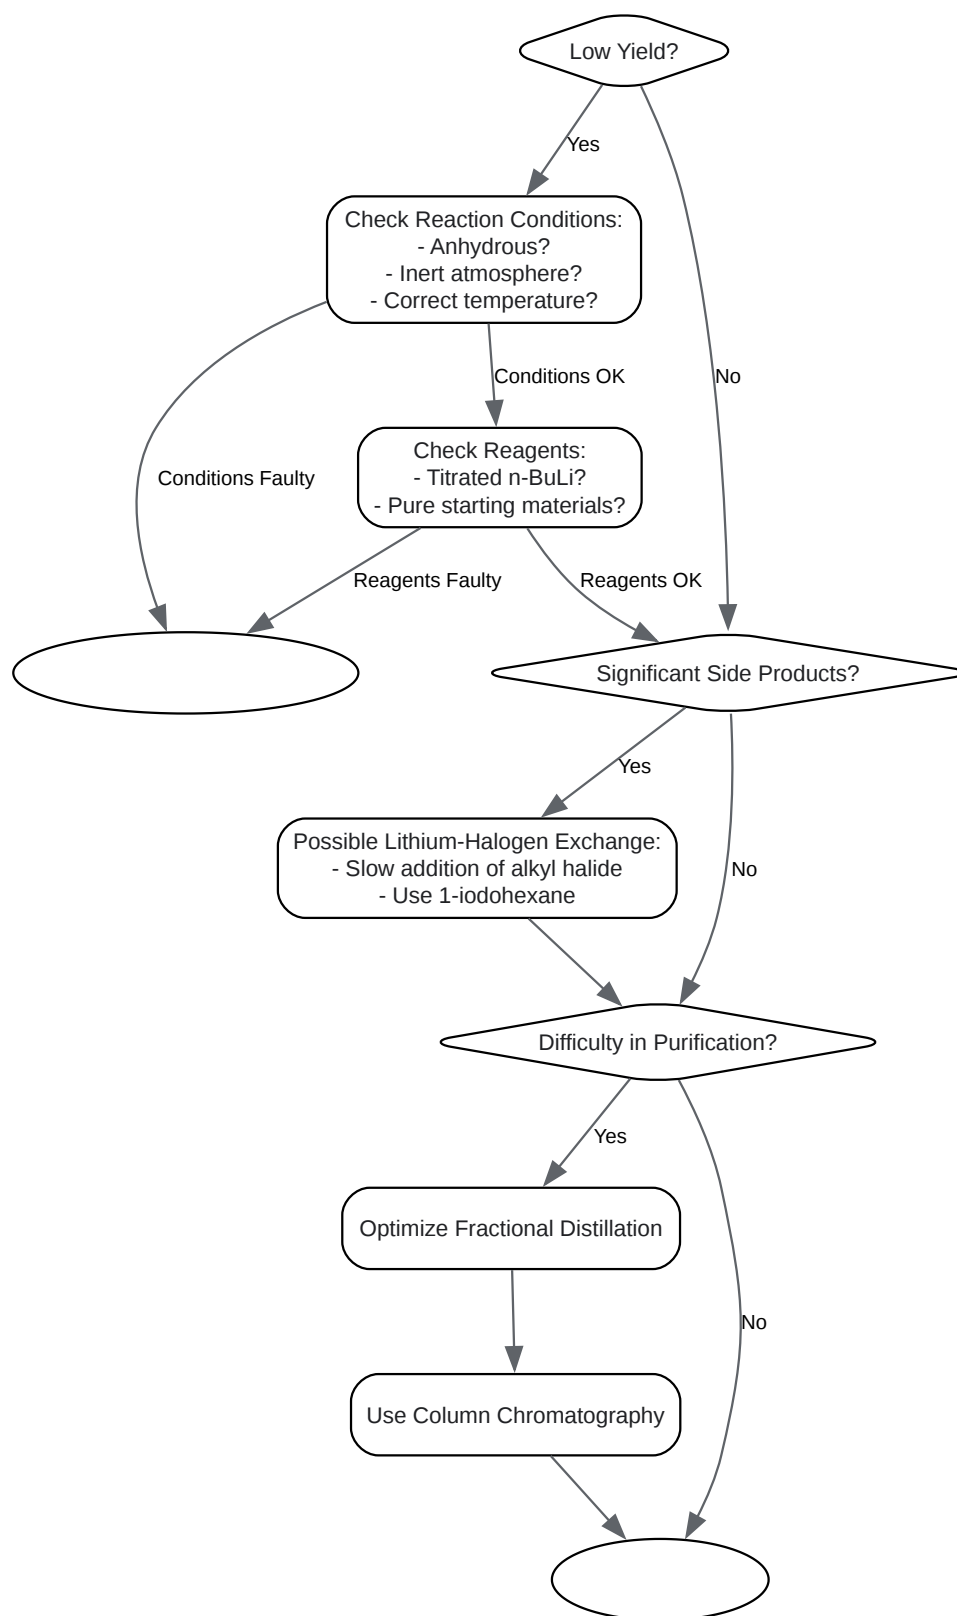 Low Yield?
Yes
Check Reaction Conditions:
- Anhydrous?
- Inert atmosphere?
- Correct temperature?
Conditions OK
No
Check Reagents:
- Titrated n-BuLi?
- Pure starting materials?
Conditions Faulty
Reagents Faulty
Reagents OK
Significant Side Products?
Yes
Possible Lithium-Halogen Exchange:
- Slow addition of alkyl halide
- Use 1-iodohexane
No
Difficulty in Purification?
Yes
Optimize Fractional Distillation
No
Use Column Chromatography